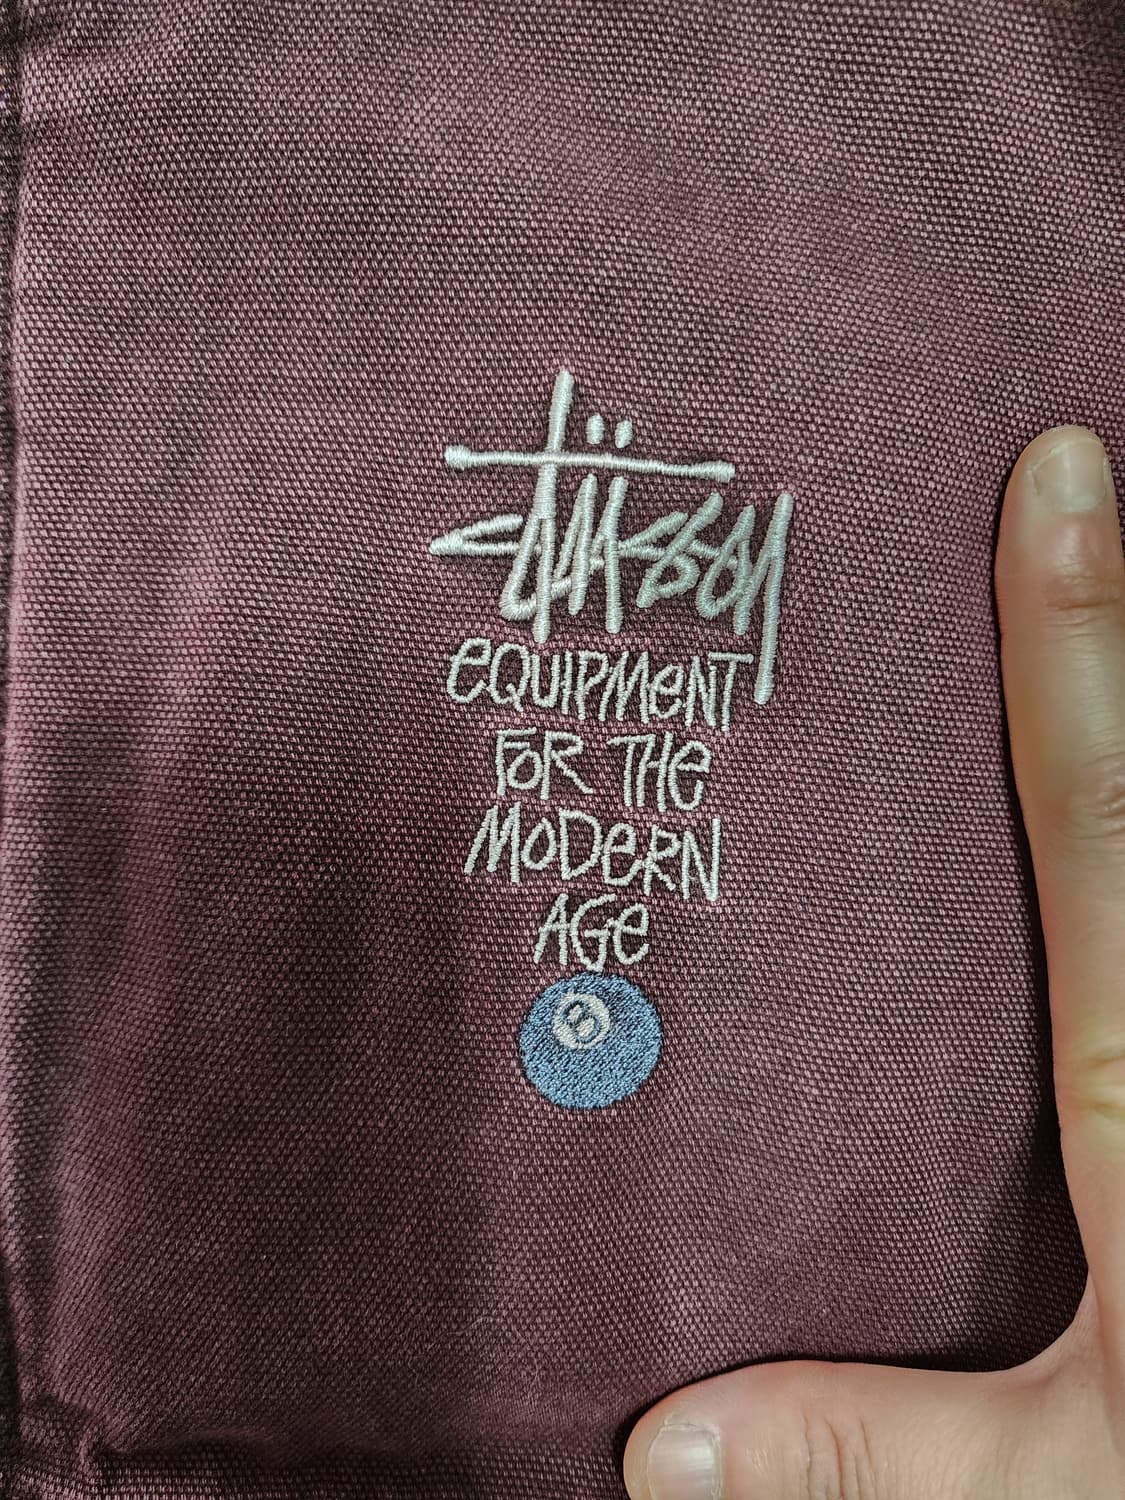 Stüssy
EQUIPMeNT
FOR THe
MODeRN
AGe
8